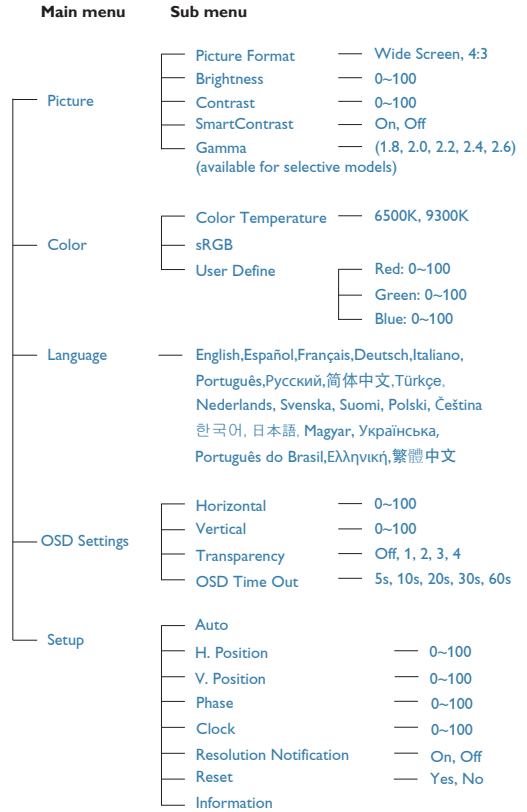 Main menu Sub menu
Picture
Picture Format Wide Screen, 4:3
Brightness 0~100
Contrast 0~100
SmartContrast On, Off
Gamma (1.8, 2.0, 2.2, 2.4, 2.6)
(available for selective models)
Color
Color Temperature 6500K, 9300K
sRGB
User Define Red: 0~100
Green: 0~100
Blue: 0~100
Language
English,Español,Français,Deutsch,Italiano,
Português,Русский,简体中文,Türkçe,
Nederlands, Svenska, Suomi, Polski, Čeština
한국어, 日本語, Magyar, Українська,
Português do Brasil,Ελληνική,繁體中文
OSD Settings
Horizontal 0~100
Vertical 0~100
Transparency Off, 1, 2, 3, 4
OSD Time Out 5s, 10s, 20s, 30s, 60s
Setup
Auto
H. Position 0~100
V. Position 0~100
Phase 0~100
Clock 0~100
Resolution Notification On, Off
Reset Yes, No
Information